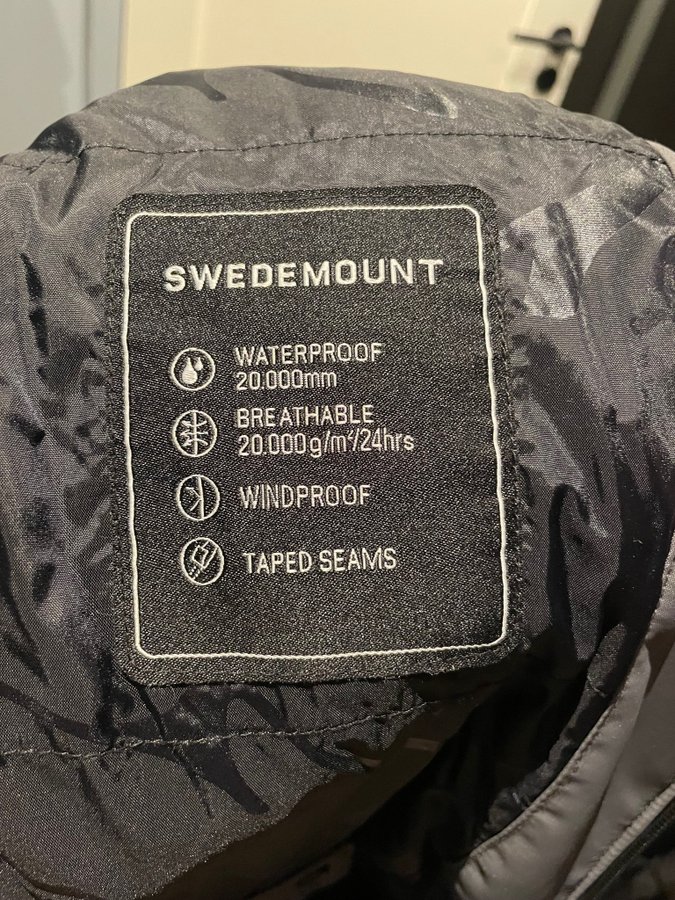 SWEDEMOUNT
WATERPROOF
20.000mm
BREATHABLE
20.000g/m²/24hrs
WINDPROOF
TAPED SEAMS